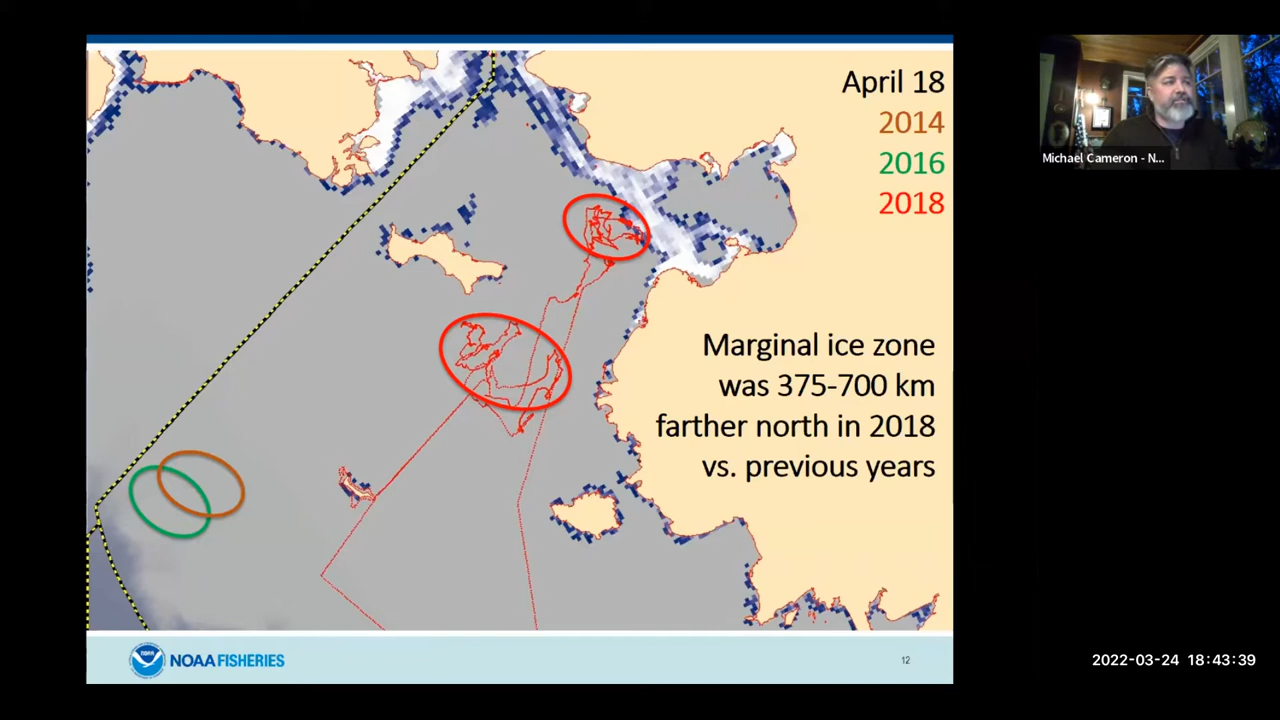 April 18
2014
2016
2018
Michael Cameron - N...
Marginal ice zone
was 375-700 km
farther north in 2018
vs. previous years
NOAA
NOAA FISHERIES
12
2022-03-24 18:43:39